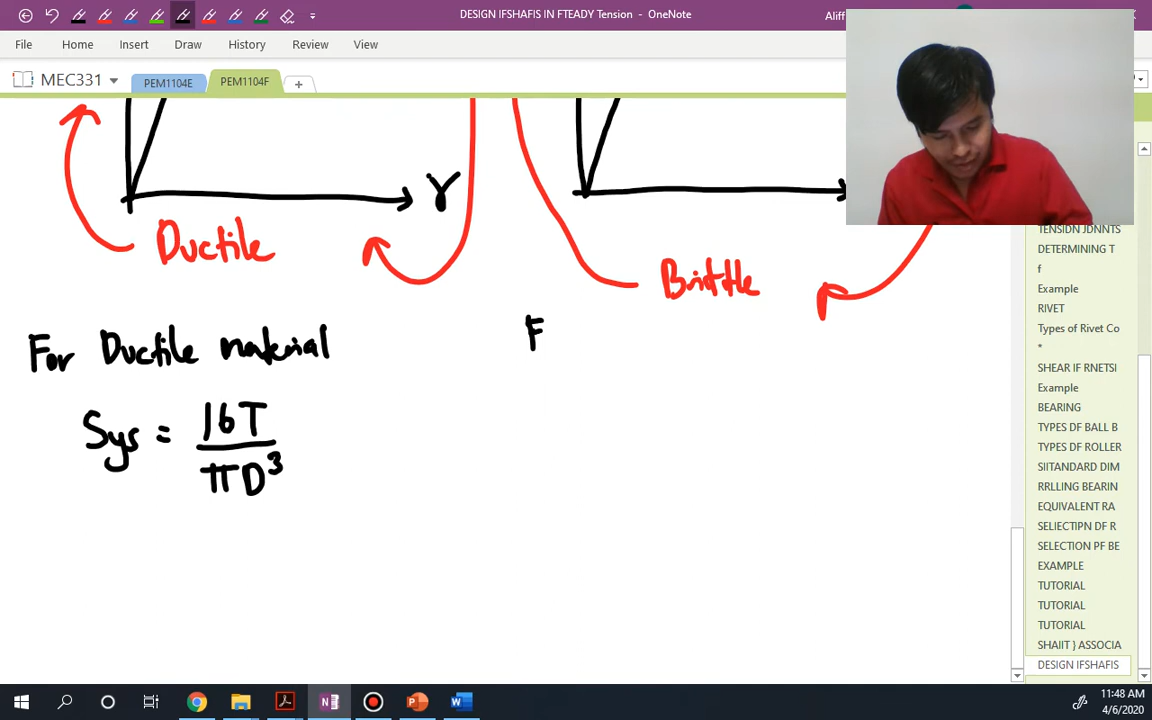 DESIGN IFSHAFIS IN FTEADY Tension - OneNote
Aliff
File Home Insert Draw History Review View
MEC331 PEM1104E PEM1104F
γ
Ductile
Brittle
For Ductile material
F
Sys = 16T
πD³
TENSIDN JDNNTS
DETERMINING T
f
Example
RIVET
Types of Rivet Co
*
SHEAR IF RNETSI
Example
BEARING
TYPES DF BALL B
TYPES DF ROLLER
SIITANDARD DIM
RRLLING BEARIN
EQUIVALENT RA
SELIECTIPN DF R
SELECTION PF BE
EXAMPLE
TUTORIAL
TUTORIAL
TUTORIAL
SHAIIT } ASSOCIA
DESIGN IFSHAFIS
11:48 AM
4/6/2020